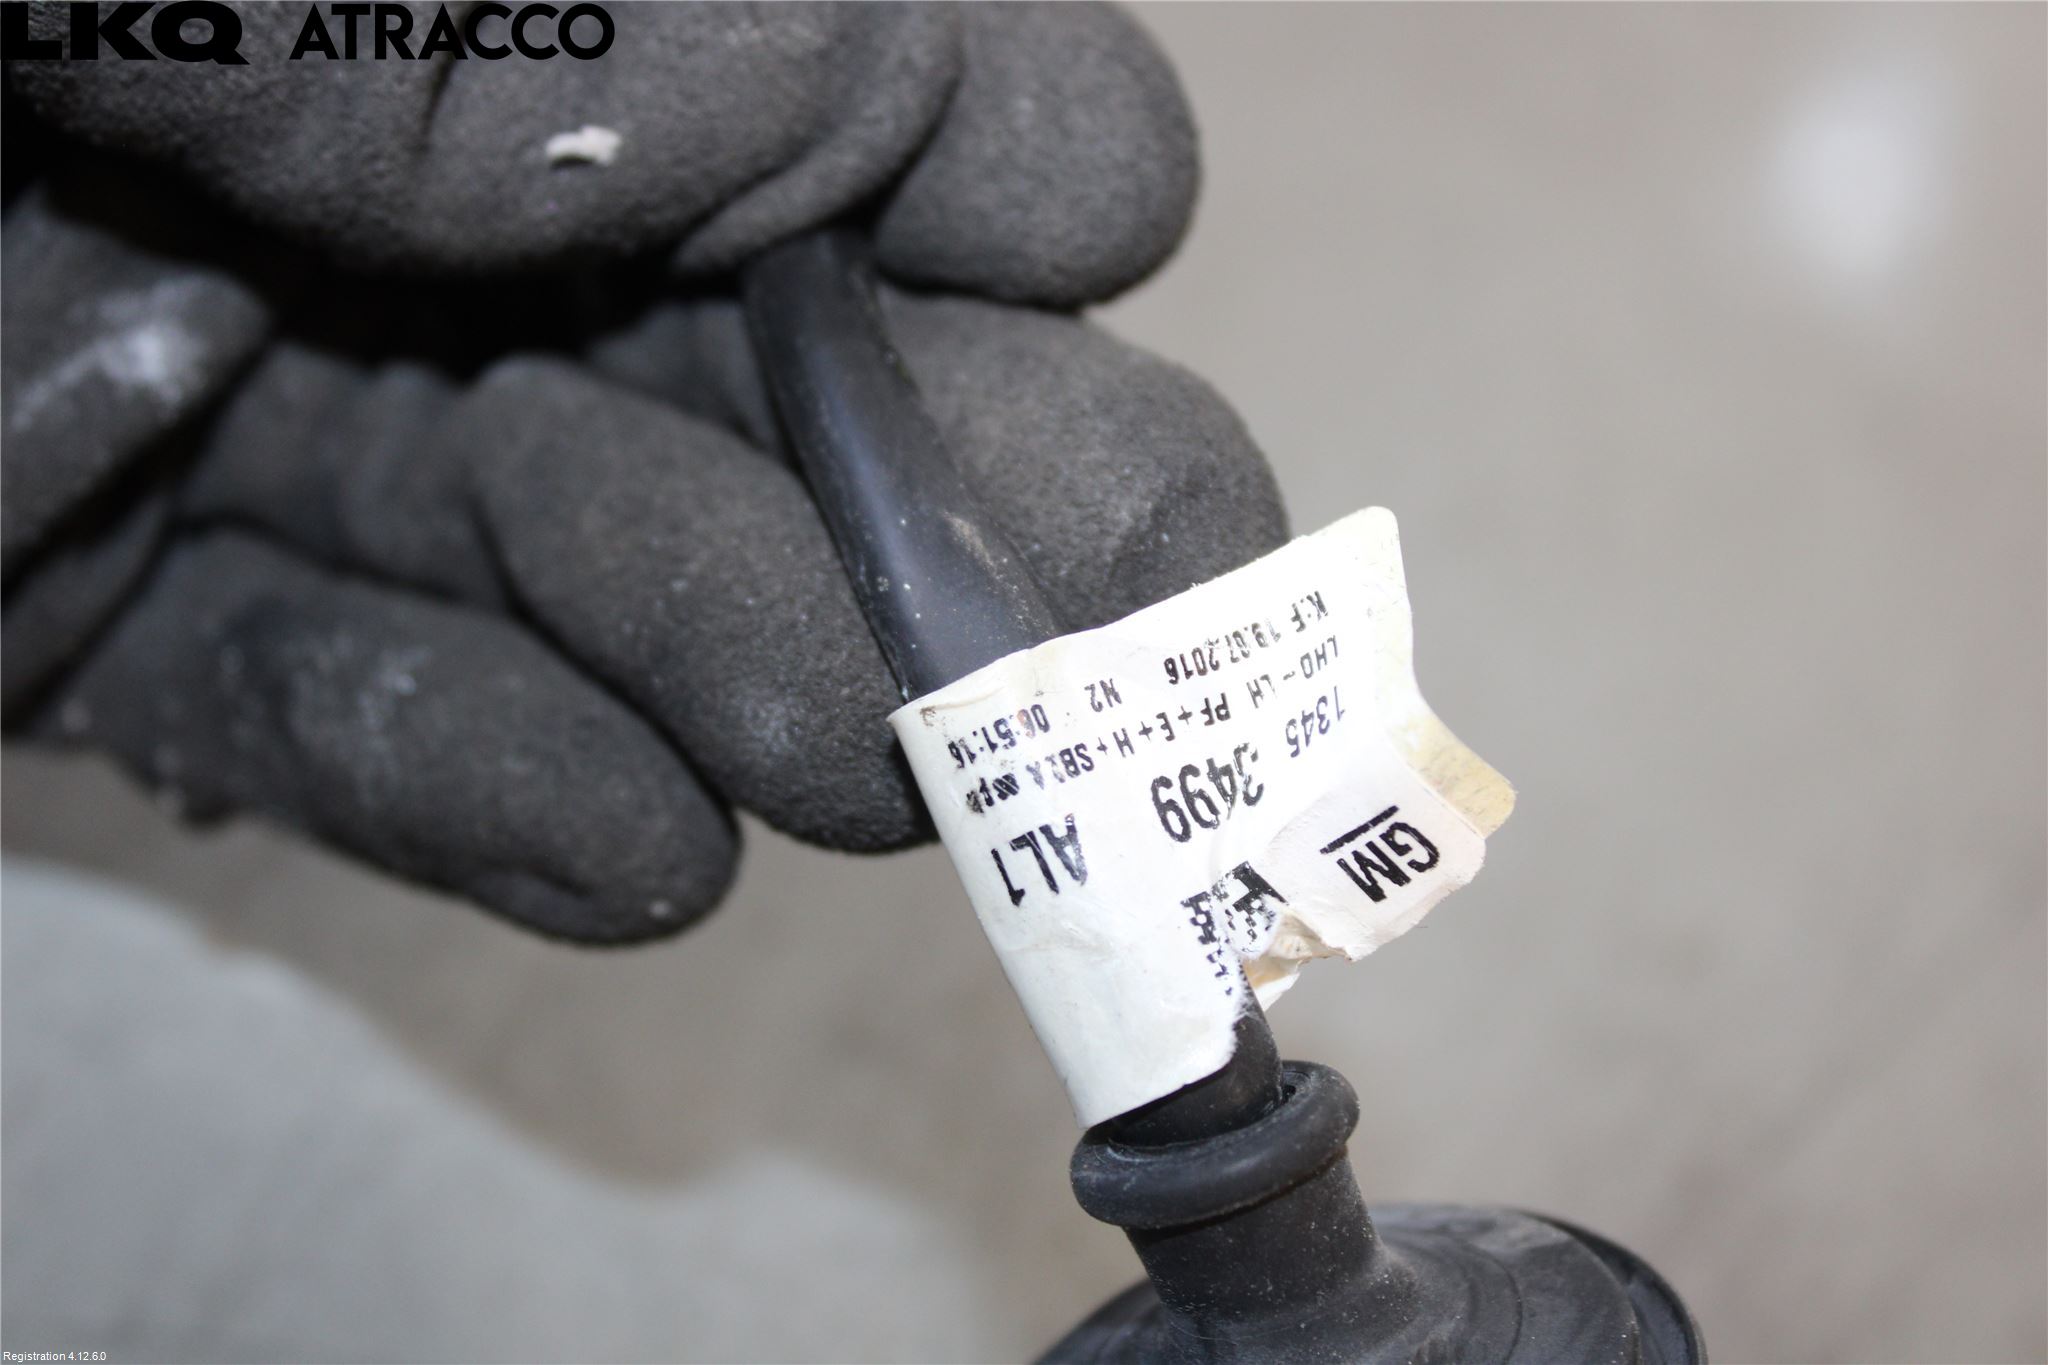 LKQ ATRACCO
GM
1345 3499 AL1
LHD-LH PF+E+H+SB2A
K:F 19.07.2016 N2 06:51:15
Registration 4.12.6.0